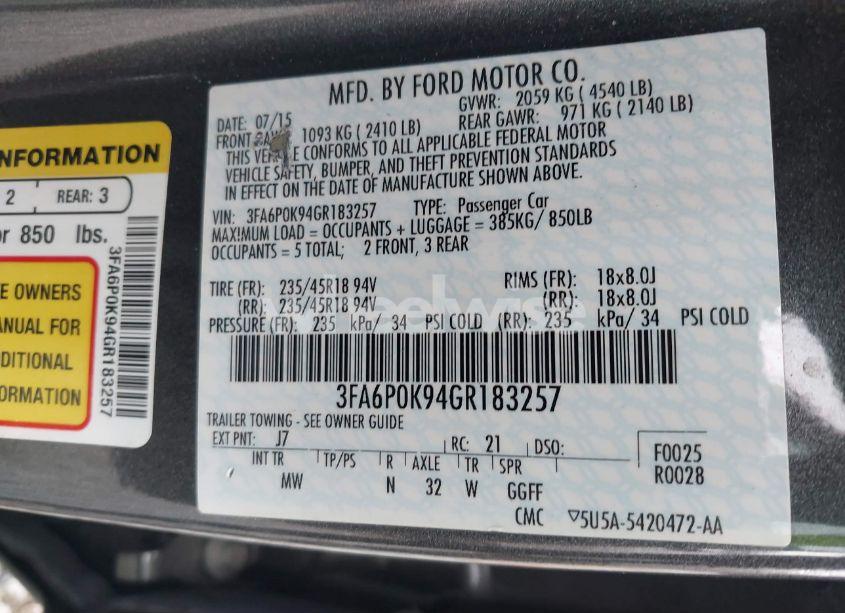 MFD. BY FORD MOTOR CO.
DATE: 07/15 GVWR: 2059 KG ( 4540 LB)
FRONT 1093 KG ( 2410 LB) REAR GAWR: 971 KG ( 2140 LB)
THIS VEHICLE CONFORMS TO ALL APPLICABLE FEDERAL MOTOR
VEHICLE SAFETY, BUMPER, AND THEFT PREVENTION STANDARDS
IN EFFECT ON THE DATE OF MANUFACTURE SHOWN ABOVE.
VIN: 3FA6P0K94GR183257 TYPE: Passenger Car
MAXIMUM LOAD = OCCUPANTS + LUGGAGE = 385KG/ 850LB
OCCUPANTS = 5 TOTAL; 2 FRONT, 3 REAR
TIRE (FR): 235/45R18 94V RIMS (FR): 18x8.0J
(RR): 235/45R18 94V (RR): 18x8.0J
PRESSURE (FR): 235 kPa/ 34 PSI COLD (RR): 235 kPa/ 34 PSI COLD
3FA6P0K94GR183257
TRAILER TOWING - SEE OWNER GUIDE
EXT PNT: J7 RC: 21 DSO: F0025
INT TR TP/PS R AXLE TR SPR R0028
MW N 32 W GGFF
CMC ▽5U5A-5420472-AA
NFORMATION
2 REAR: 3
or 850 lbs.
E OWNERS
ANUAL FOR
DITIONAL
FORMATION
3FA6P0K94GR183257
wheelwise